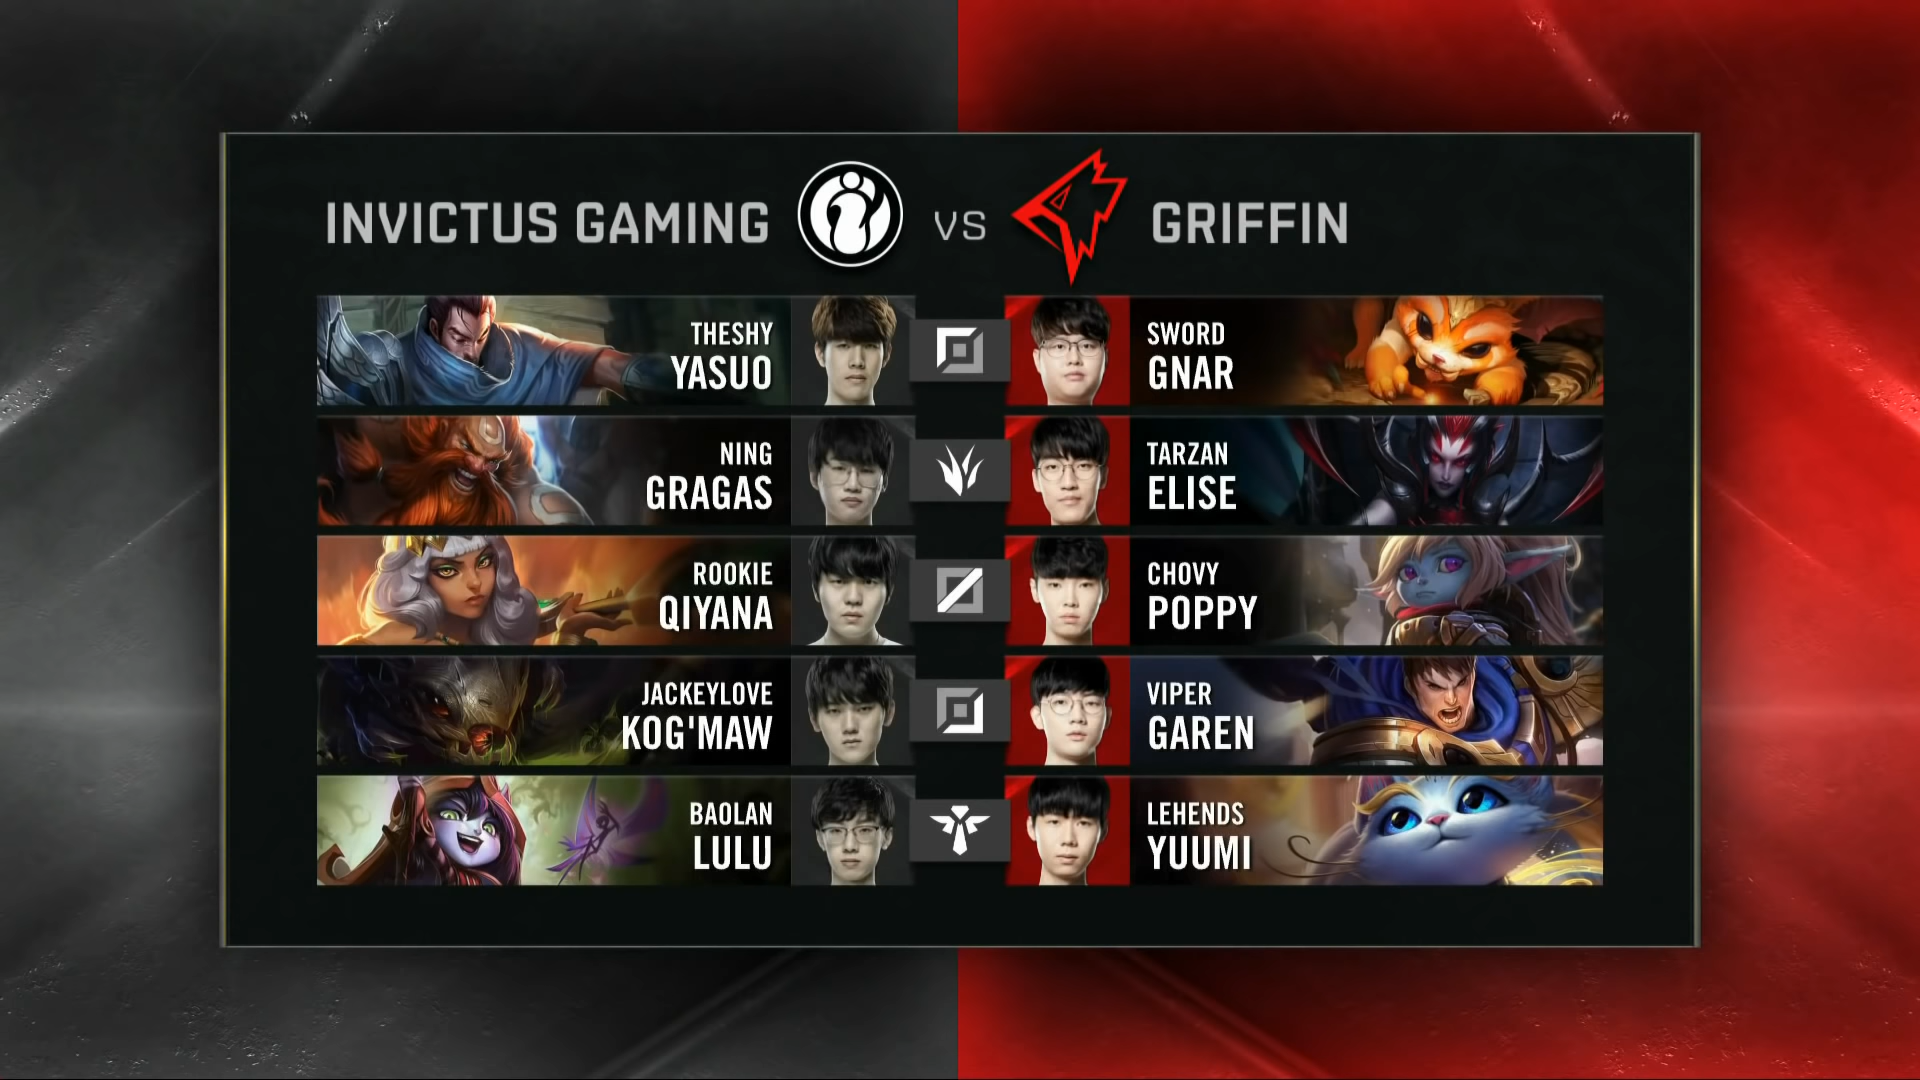 INVICTUS GAMING VS GRIFFIN
THESHY
YASUO
SWORD
GNAR
NING
GRAGAS
TARZAN
ELISE
ROOKIE
QIYANA
CHOVY
POPPY
JACKEYLOVE
KOG'MAW
VIPER
GAREN
BAOLAN
LULU
LEHENDS
YUUMI